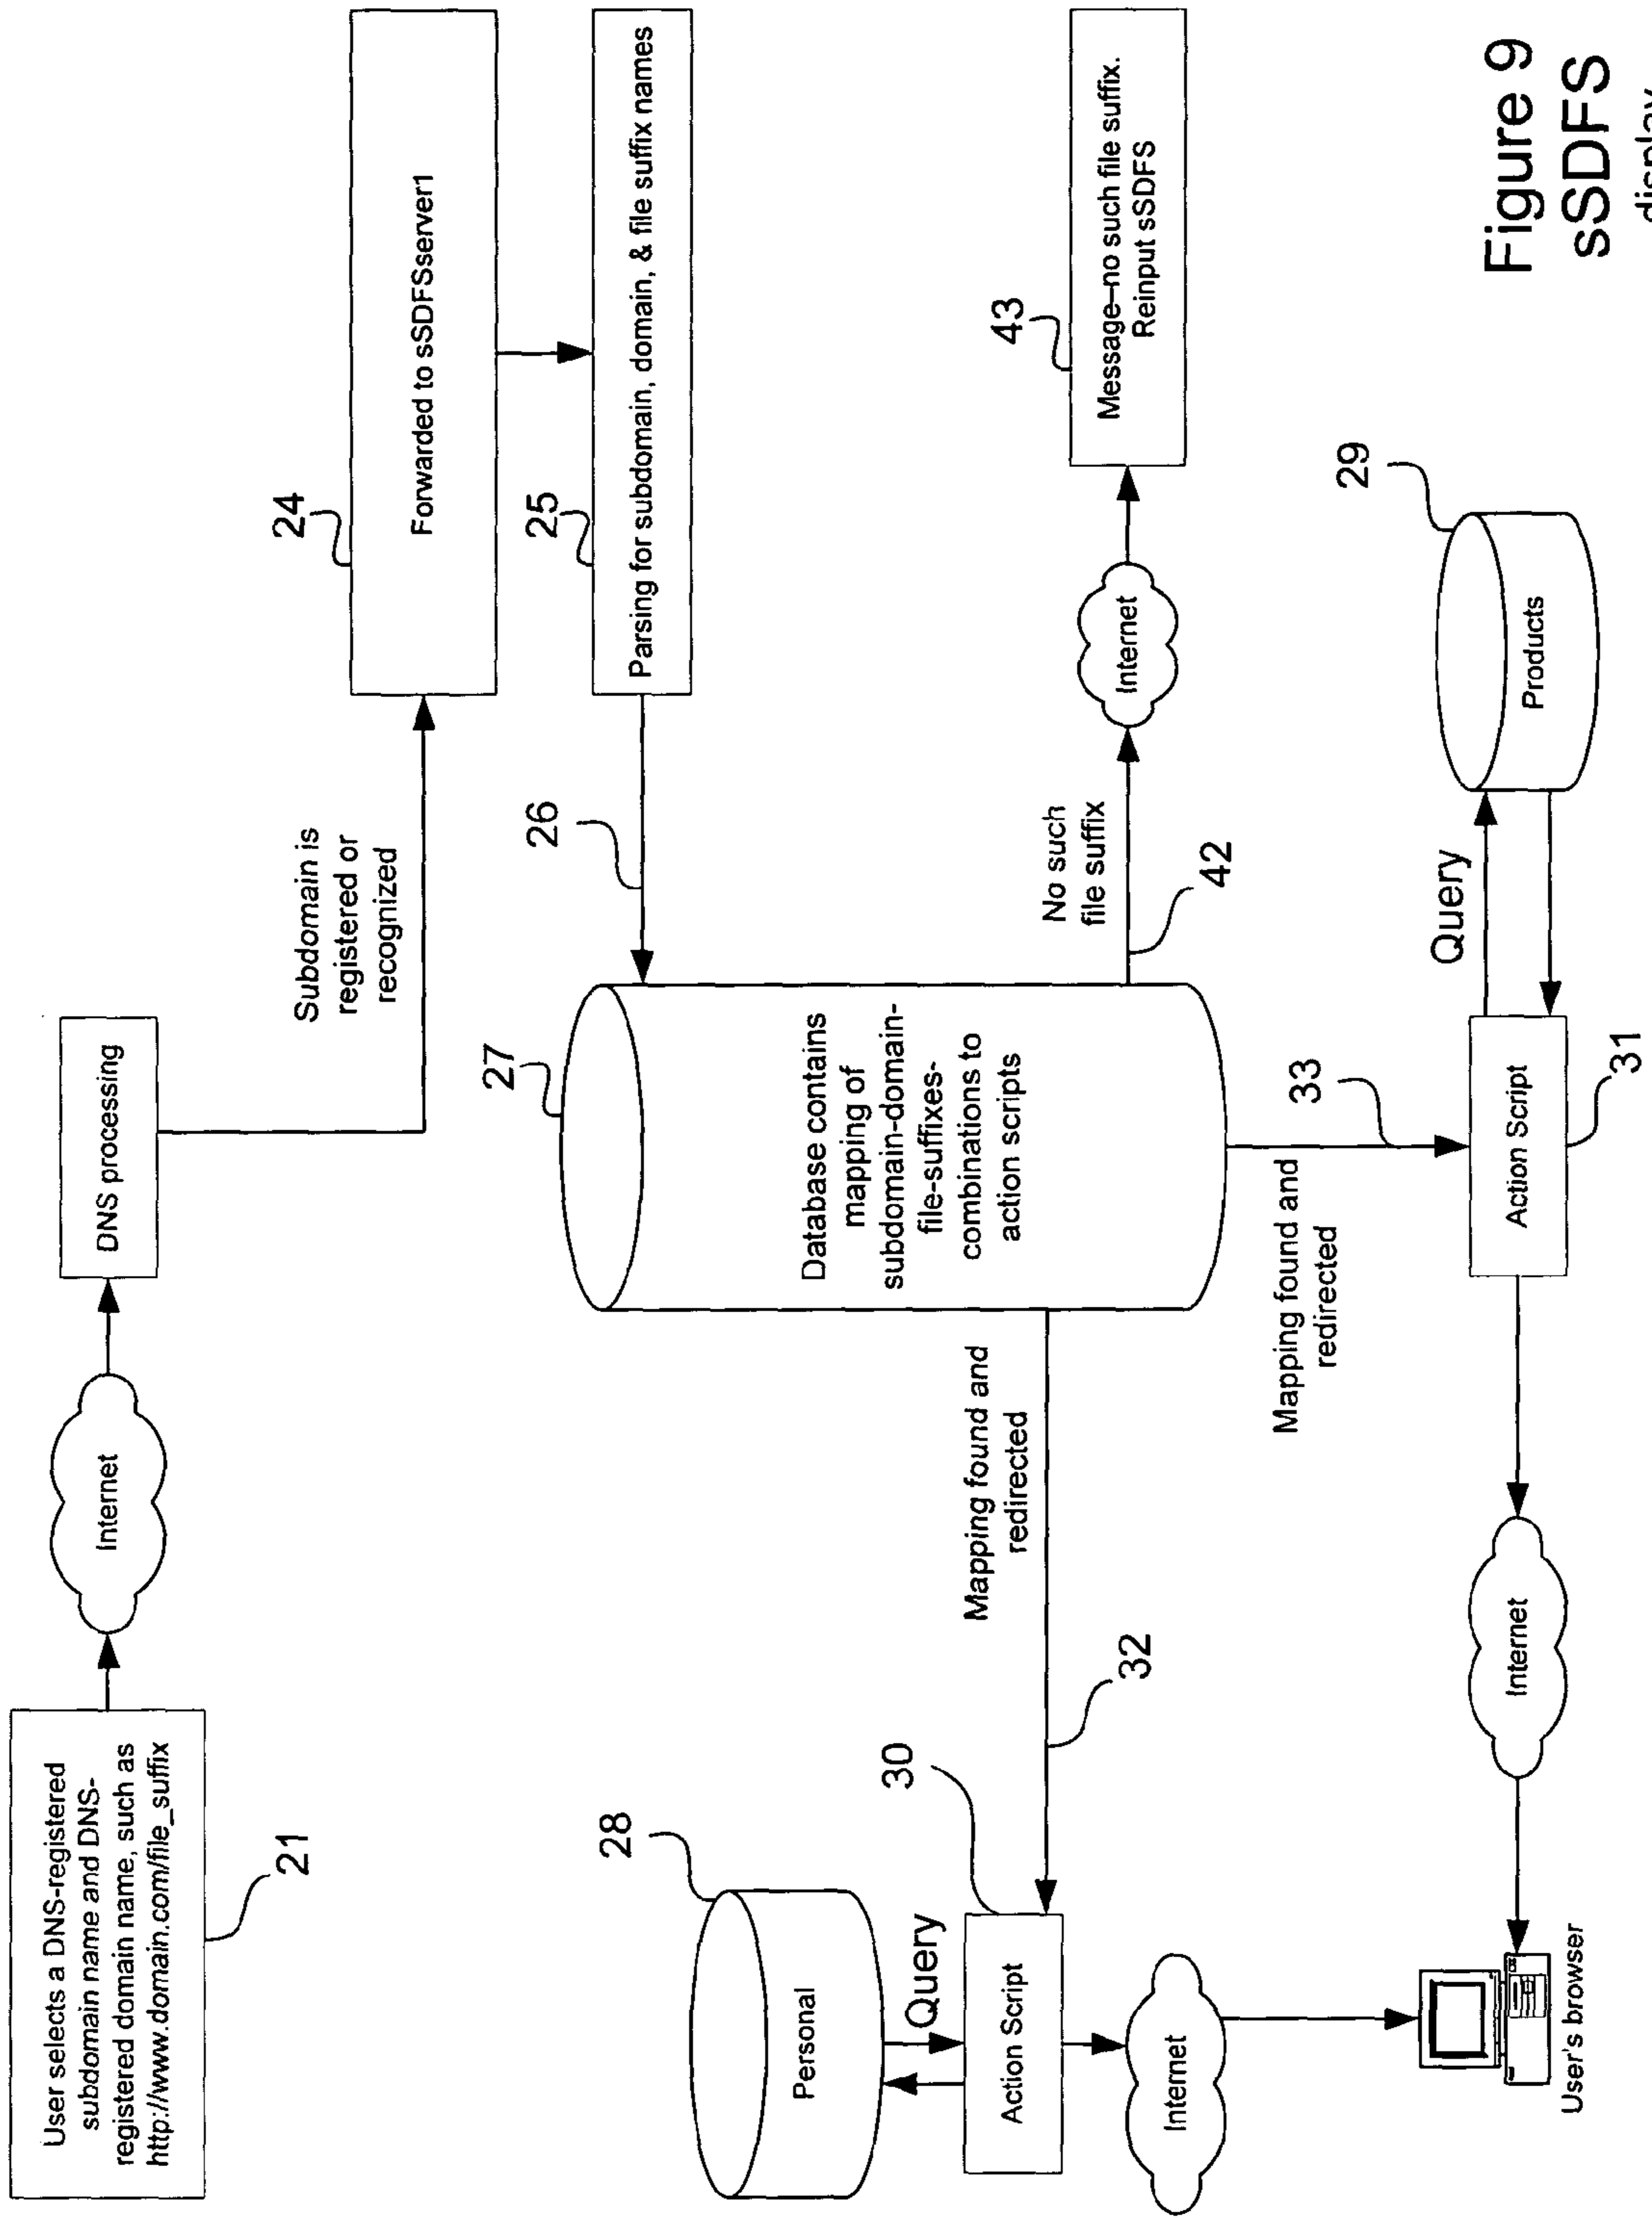 User selects a DNS-registered
subdomain name and DNS-
registered domain name, such as
http://www.domain.com/file_suffix
21
Internet
DNS processing
Subdomain is
registered or
recognized
24
Forwarded to sSDFSserver1
25
Parsing for subdomain, domain, & file suffix names
26
27
Database contains
mapping of
subdomain-domain-
file-suffixes-
combinations to
action scripts
No such
file suffix
42
Internet
43
Message–no such file suffix.
Reinput sSDFS
Mapping found and
redirected
32
Mapping found and
redirected
33
28
Personal
Query
30
Action Script
Internet
29
Products
Query
Action Script
31
Internet
User's browser
Figure 9
sSDFS
display